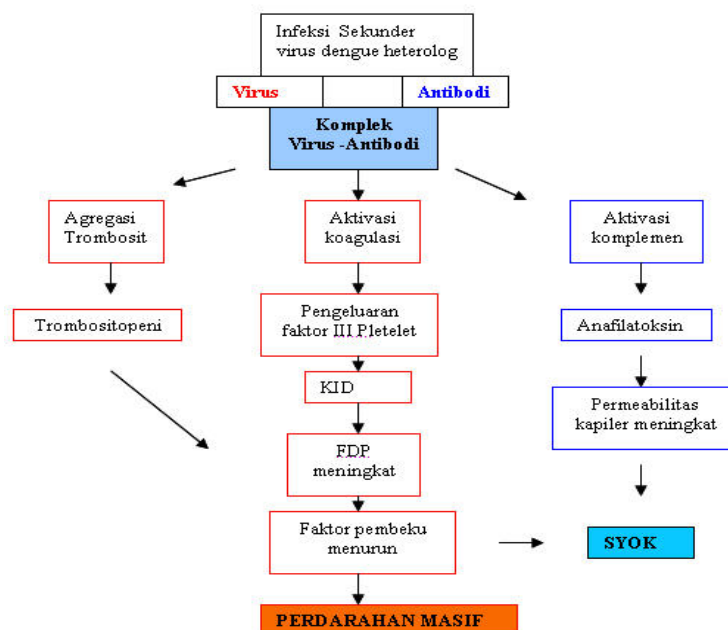 Infeksi Sekunder
virus dengue heterolog
Virus
Antibodi
Komplek
Virus -Antibodi
Agregasi
Trombosit
Aktivasi
koagulasi
Aktivasi
komplemen
Trombositopeni
Pengeluaran
faktor III Pletelet
Anafilatoksin
KID
Permeabilitas
kapiler meningkat
FDP
meningkat
Faktor pembeku
menurun
SYOK
PERDARAHAN MASIF